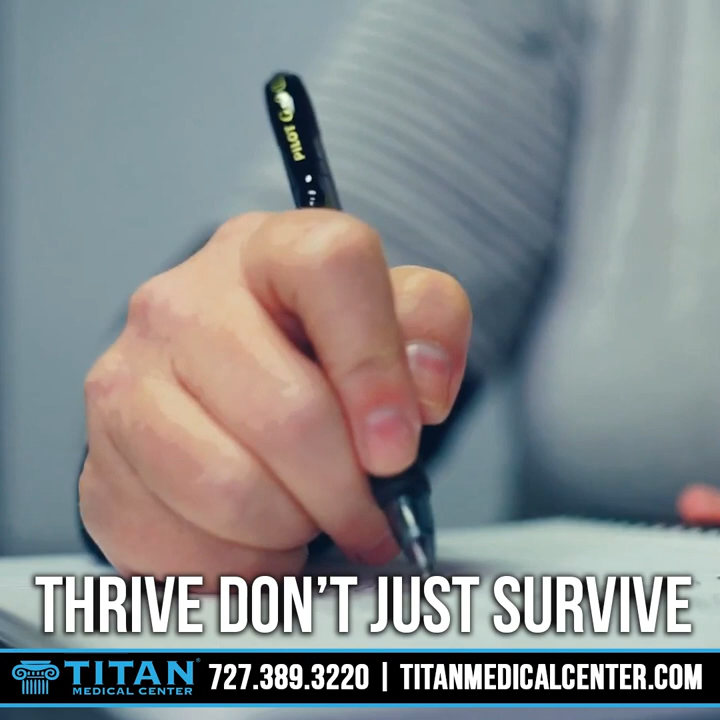 PILOT
THRIVE DON'T JUST SURVIVE
TITAN®
MEDICAL CENTER
727.389.3220 | TITANMEDICALCENTER.COM